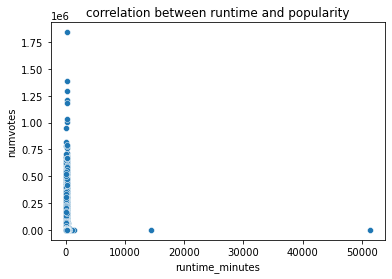 correlation between runtime and popularity
1e6
1.75
1.50
1.25
1.00
0.75
0.50
0.25
0.00
numvotes
0 10000 20000 30000 40000 50000
runtime_minutes